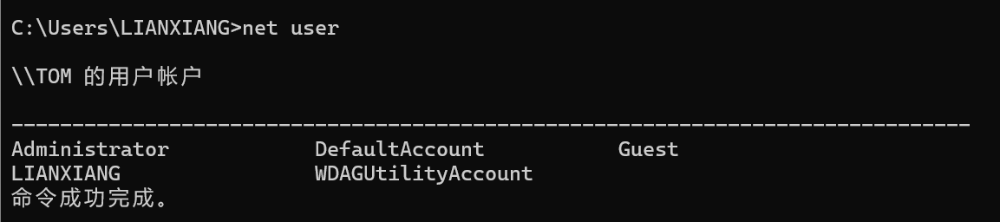 C:\Users\LIANXIANG>net user
\\TOM 的用户帐户
-------------------------------------------------------------------------------
Administrator            DefaultAccount           Guest
LIANXIANG                WDAGUtilityAccount
命令成功完成。